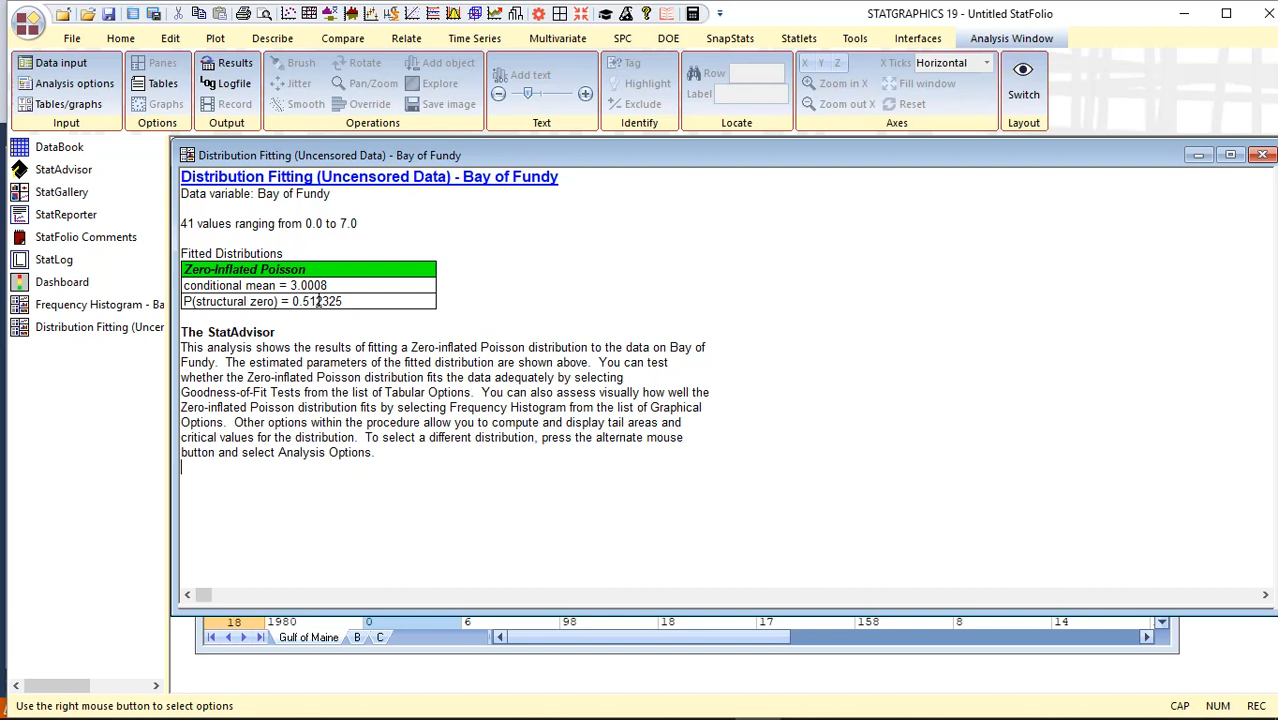 STATGRAPHICS 19 - Untitled StatFolio
File Home Edit Plot Describe Compare Relate Time Series Multivariate SPC DOE SnapStats Statlets Tools Interfaces Analysis Window
Data input Panes Results Brush Rotate Add object Add text Tag Row X Y Z X Ticks Horizontal
Analysis options Tables Logfile Jitter Pan/Zoom Explore Highlight Label Zoom in X Fill window Switch
Tables/graphs Graphs Record Smooth Override Save image Exclude Zoom out X Reset
Input Options Output Operations Text Identify Locate Axes Layout
DataBook
StatAdvisor
StatGallery
StatReporter
StatFolio Comments
StatLog
Dashboard
Frequency Histogram - Ba
Distribution Fitting (Uncen
Distribution Fitting (Uncensored Data) - Bay of Fundy
Distribution Fitting (Uncensored Data) - Bay of Fundy
Data variable: Bay of Fundy
41 values ranging from 0.0 to 7.0
Fitted Distributions
Zero-Inflated Poisson
conditional mean = 3.0008
P(structural zero) = 0.512325
The StatAdvisor
This analysis shows the results of fitting a Zero-inflated Poisson distribution to the data on Bay of
Fundy. The estimated parameters of the fitted distribution are shown above. You can test
whether the Zero-inflated Poisson distribution fits the data adequately by selecting
Goodness-of-Fit Tests from the list of Tabular Options. You can also assess visually how well the
Zero-inflated Poisson distribution fits by selecting Frequency Histogram from the list of Graphical
Options. Other options within the procedure allow you to compute and display tail areas and
critical values for the distribution. To select a different distribution, press the alternate mouse
button and select Analysis Options.
18 1980 0 6 98 18 17 158 8 14
Gulf of Maine B C
Use the right mouse button to select options CAP NUM REC